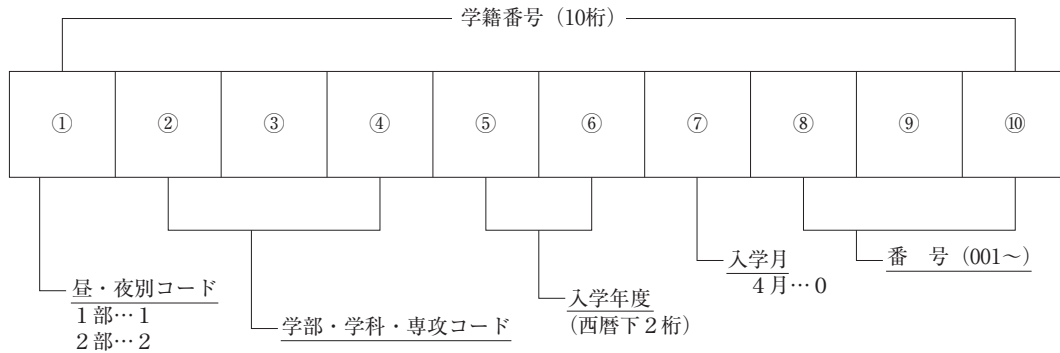 学籍番号（10桁）
① ② ③ ④ ⑤ ⑥ ⑦ ⑧ ⑨ ⑩
昼・夜別コード
1部…1
2部…2
学部・学科・専攻コード
入学年度
（西暦下2桁）
入学月
4月…0
番　号（001～）